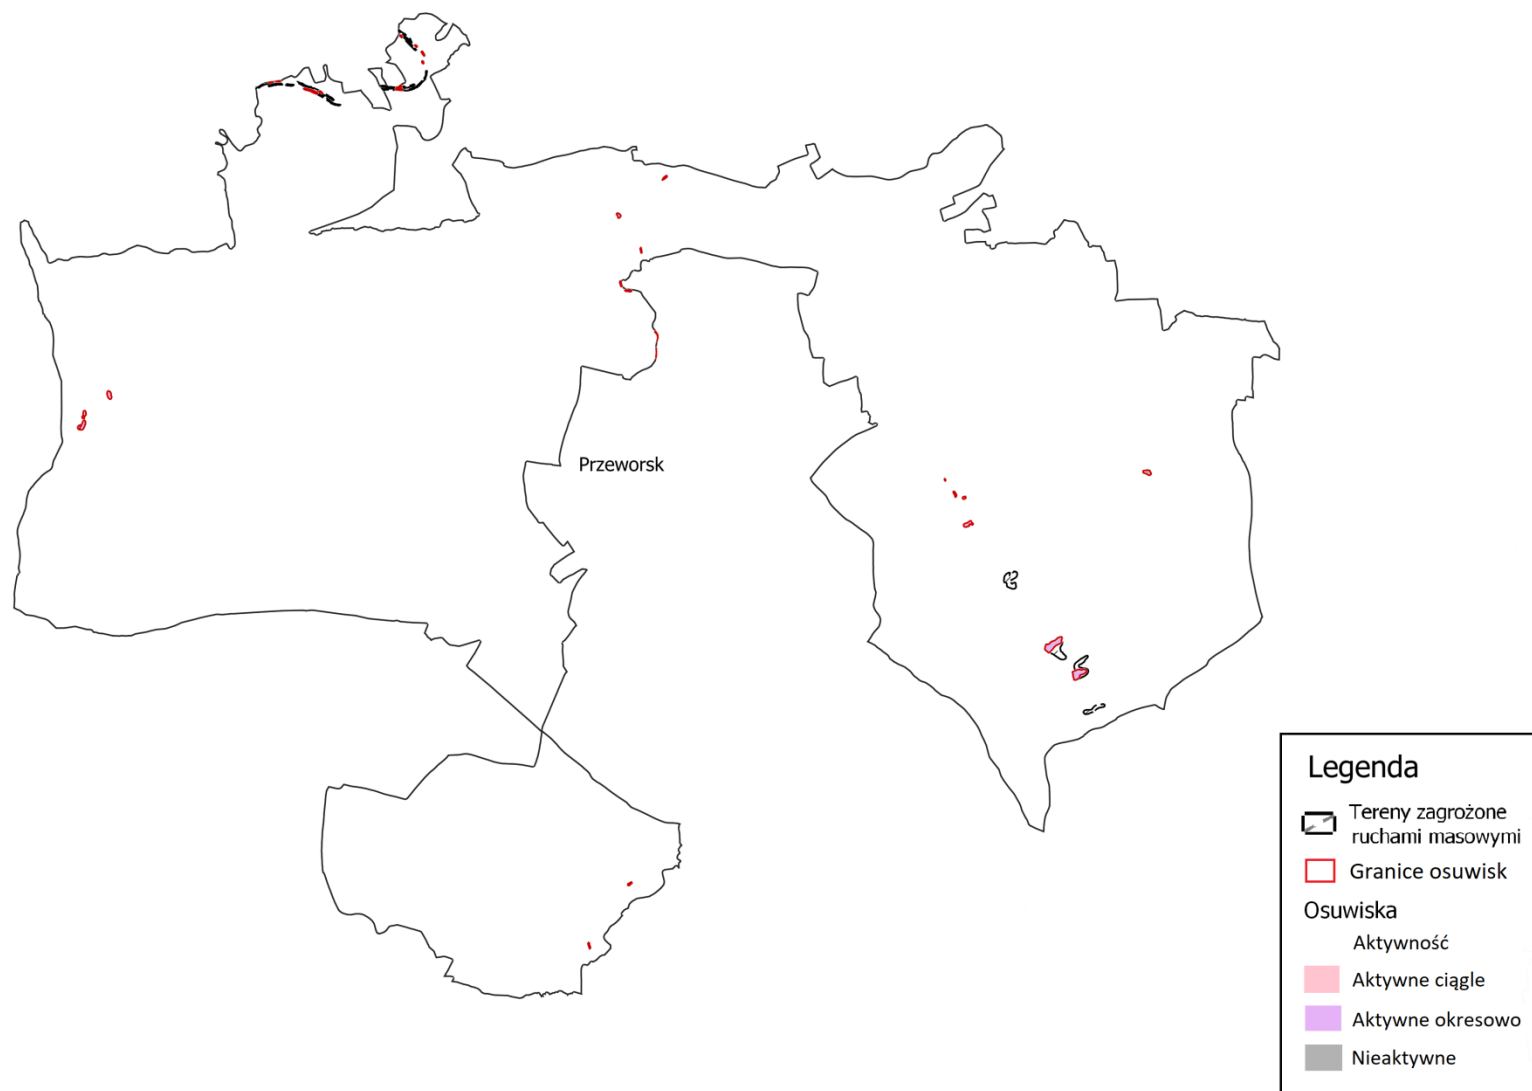 Przeworsk
Legenda
Tereny zagrożone
ruchami masowymi
Granice osuwisk
Osuwiska
Aktywność
Aktywne ciągle
Aktywne okresowo
Nieaktywne